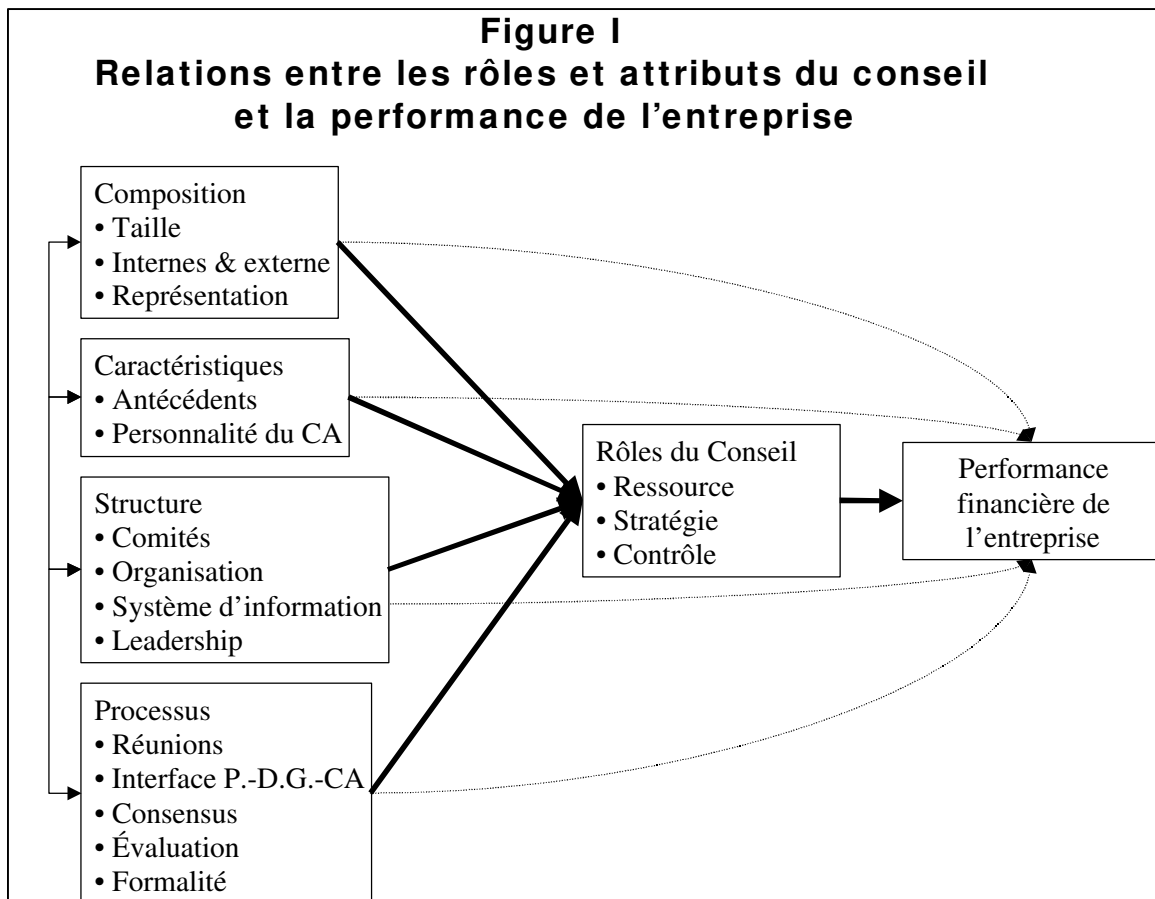 Figure I
Relations entre les rôles et attributs du conseil
et la performance de l'entreprise
Composition
• Taille
• Internes & externe
• Représentation
Caractéristiques
• Antécédents
• Personnalité du CA
Structure
• Comités
• Organisation
• Système d'information
• Leadership
Processus
• Réunions
• Interface P.-D.G.-CA
• Consensus
• Évaluation
• Formalité
Rôles du Conseil
• Ressource
• Stratégie
• Contrôle
Performance
financière de
l'entreprise